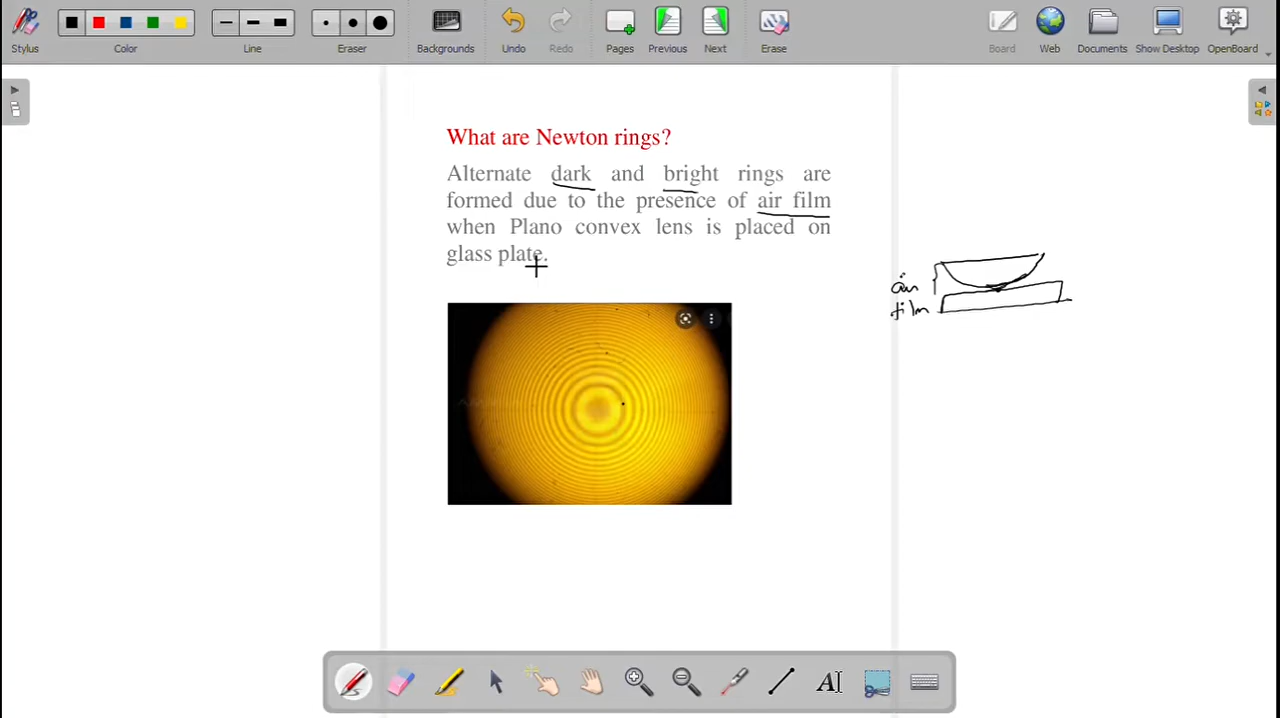 Stylus
Color
Line
Eraser
Backgrounds
Undo
Redo
Pages
Previous
Next
Erase
Board
Web
Documents
Show Desktop
OpenBoard
What are Newton rings?
Alternate dark and bright rings are
formed due to the presence of air film
when Plano convex lens is placed on
glass plate.
air
film
AI